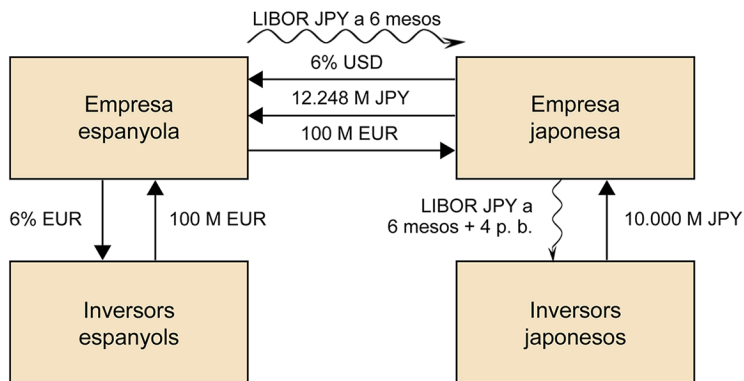 LIBOR JPY a 6 mesos
6% USD
12.248 M JPY
100 M EUR
Empresa
espanyola
Empresa
japonesa
6% EUR
100 M EUR
LIBOR JPY a
6 mesos + 4 p. b.
10.000 M JPY
Inversors
espanyols
Inversors
japonesos